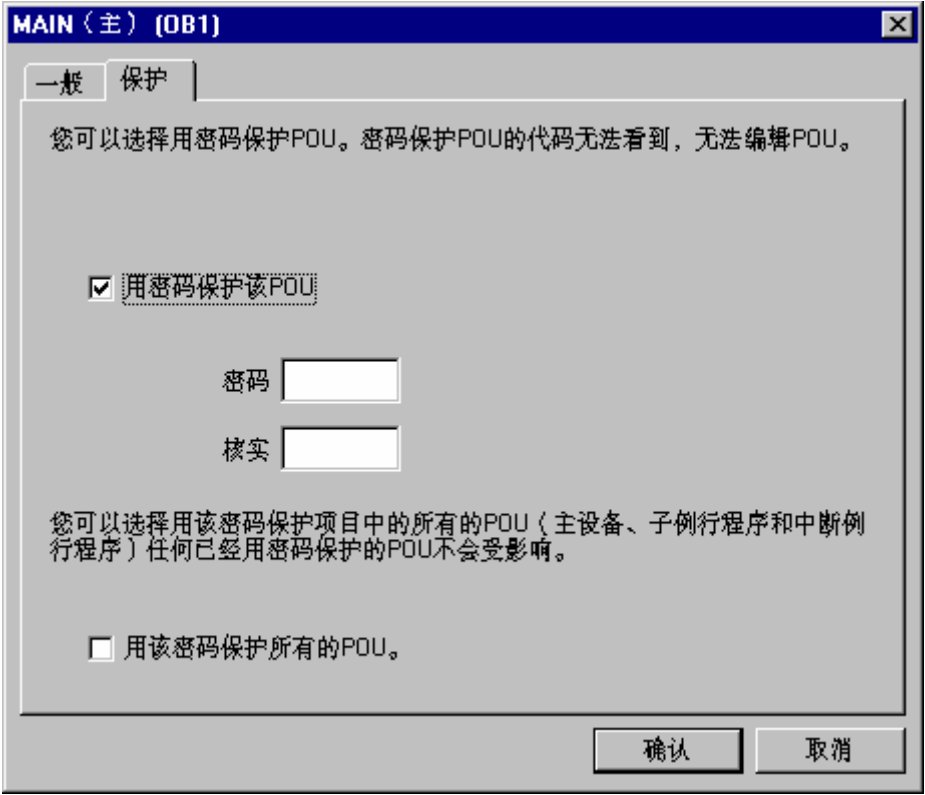 MAIN（主） (OB1)
一般 保护
您可以选择用密码保护POU。密码保护POU的代码无法看到，无法编辑POU。
用密码保护该POU
密码
核实
您可以选择用该密码保护项目中的所有的POU（主设备、子例行程序和中断例
行程序）任何已经用密码保护的POU不会受影响。
用该密码保护所有的POU。
确认 取消